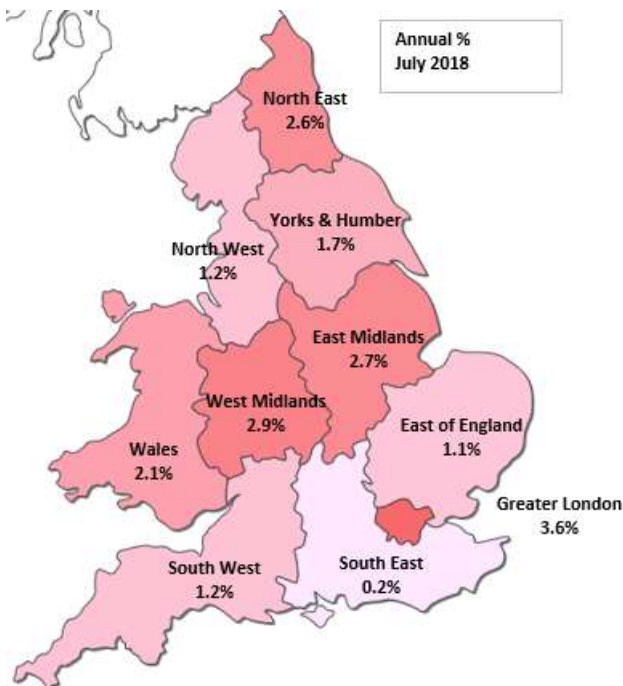 Annual %
July 2018
North East
2.6%
Yorks & Humber
1.7%
North West
1.2%
East Midlands
2.7%
West Midlands
2.9%
East of England
1.1%
Wales
2.1%
Greater London
3.6%
South West
1.2%
South East
0.2%